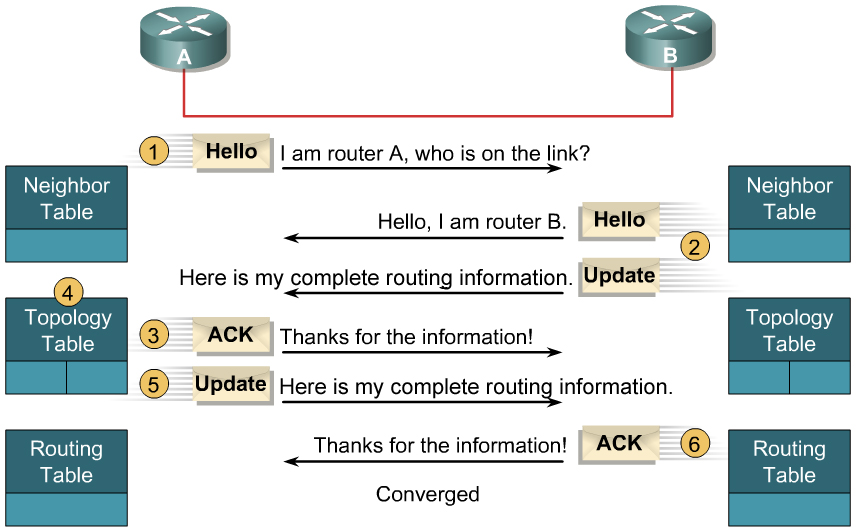 A
B
1
Hello
I am router A, who is on the link?
Neighbor
Table
Neighbor
Table
Hello, I am router B.
Hello
2
Here is my complete routing information.
Update
4
Topology
Table
3
ACK
Thanks for the information!
Topology
Table
5
Update
Here is my complete routing information.
Routing
Table
Thanks for the information!
ACK
6
Routing
Table
Converged